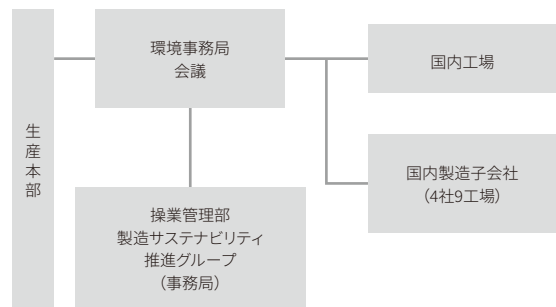 生産本部
環境事務局
会議
国内工場
国内製造子会社
（4社9工場）
操業管理部
製造サステナビリティ
推進グループ
（事務局）